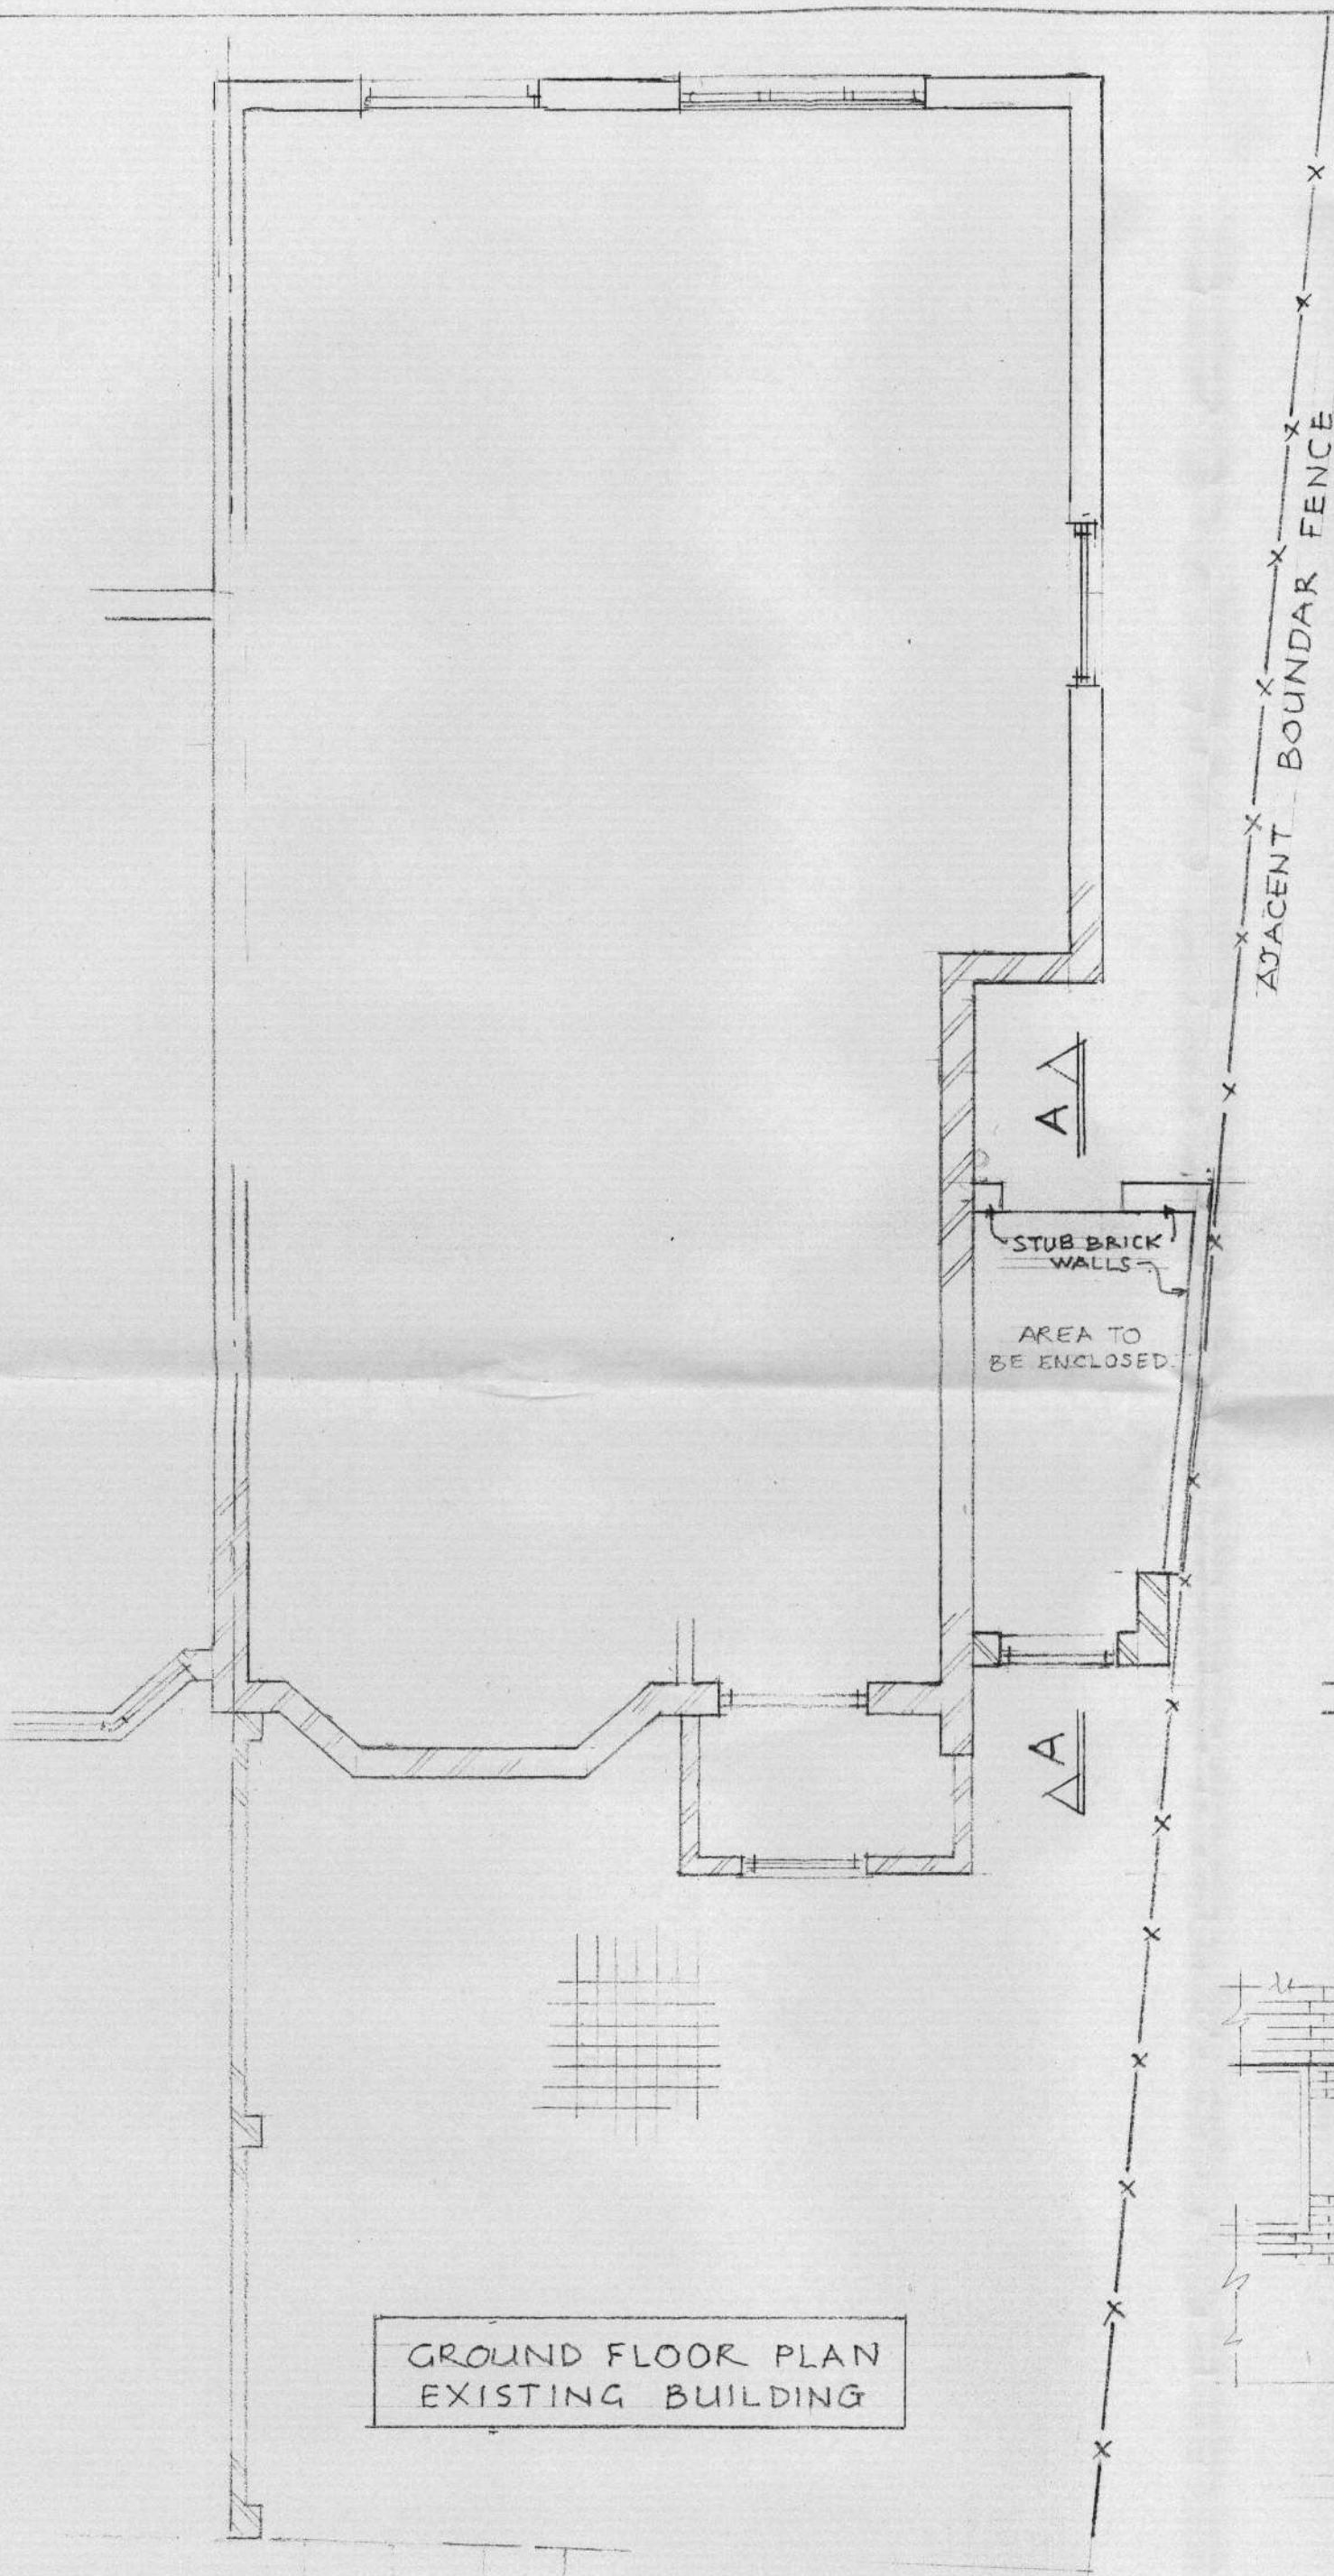 AJACENT BOUNDAR FENCE
A
STUB BRICK
WALLS
AREA TO
BE ENCLOSED.
A
GROUND FLOOR PLAN
EXISTING BUILDING